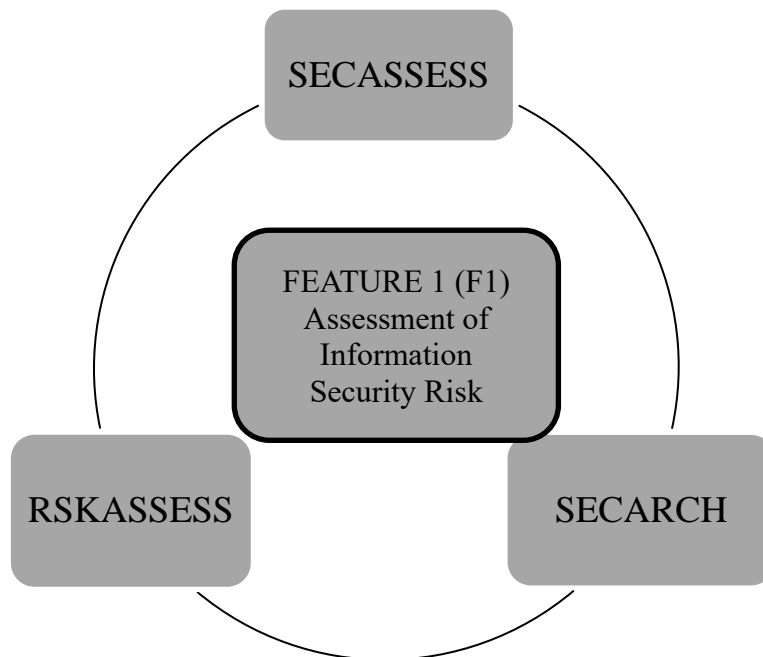 SECASSESS
FEATURE 1 (F1)
Assessment of
Information
Security Risk
RSKASSESS
SECARCH